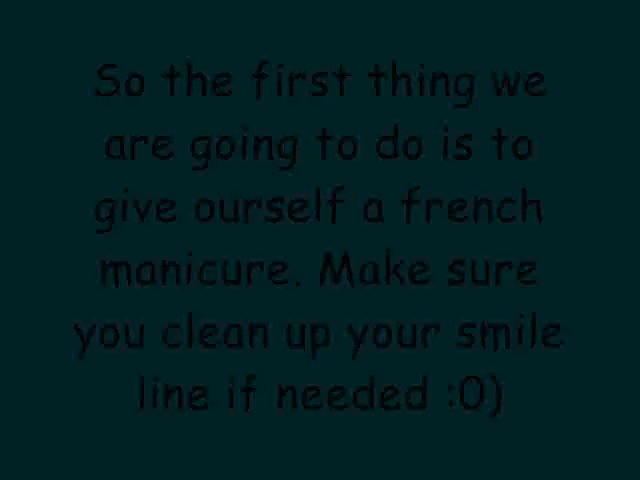 So the first thing we
are going to do is to
give ourself a french
manicure. Make sure
you clean up your smile
line if needed :0)